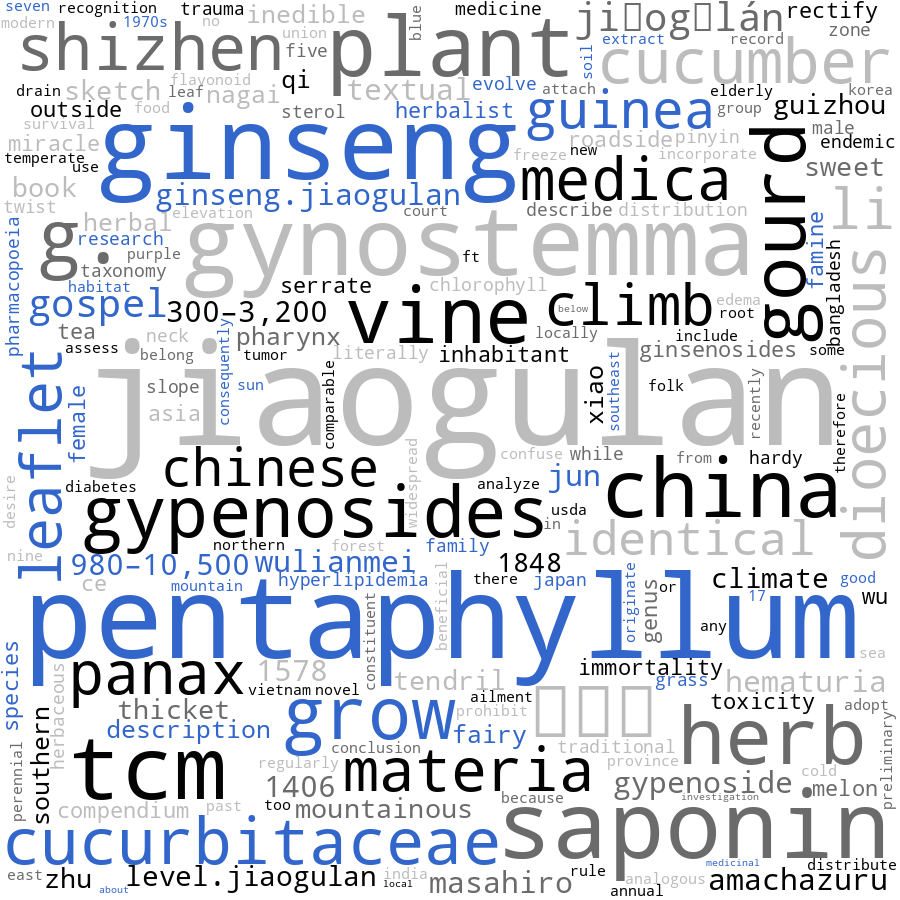 seven recognition trauma inedible medicine ji□og□lán rectify
modern 1970s no union blue extract record zone
shizhen plant five cucumber
drain sketch flavonoid leaf nagai qi textual evolve attach soil elderly korea
outside food sterol herbalist guinea group guizhou
survival ginseng roadside pinyin male endemic
miracle freeze new incorporate
temperate use medica gourd sweet
book ginseng.jiaogulan
twist herbal elevation court describe distribution li
g. research gynostemma famine
pharmacopoeia purple ft bangladesh
taxonomy
habitat serrate chlorophyll
gospel 300–3,200 vine climb below edema root
tea neck pharynx locally include
assess belong tumor literally inhabitant ginsenosides some
consequently jiaogulan dioecious
leaflet slope sun comparable xiao southeast folk recently
female asia therefore
chinese widespread confuse while from hardy
desire diabetes gypenosides analyze jun china
usda
northern in identical
nine 980–10,500 wulianmei forest family 1848
ce mountain hyperlipidemia there japan climate good
pentaphyllum beneficial originate genus or 17 wu
any
species constituent sea
panax 1578 tendril immortality grass hematuria
herbaceous vietnam novel ailment □□□ toxicity adopt
thicket grow prohibit herb
southern description fairy
conclusion traditional
perennial tcm regularly materia province
1406 gypenoside cold melon preliminary
compendium past too mountainous because investigation
cucurbitaceae saponin
medicinal distribute
east zhu level.jiaogulan india masahiro rule analogous amachazuru
about local annual